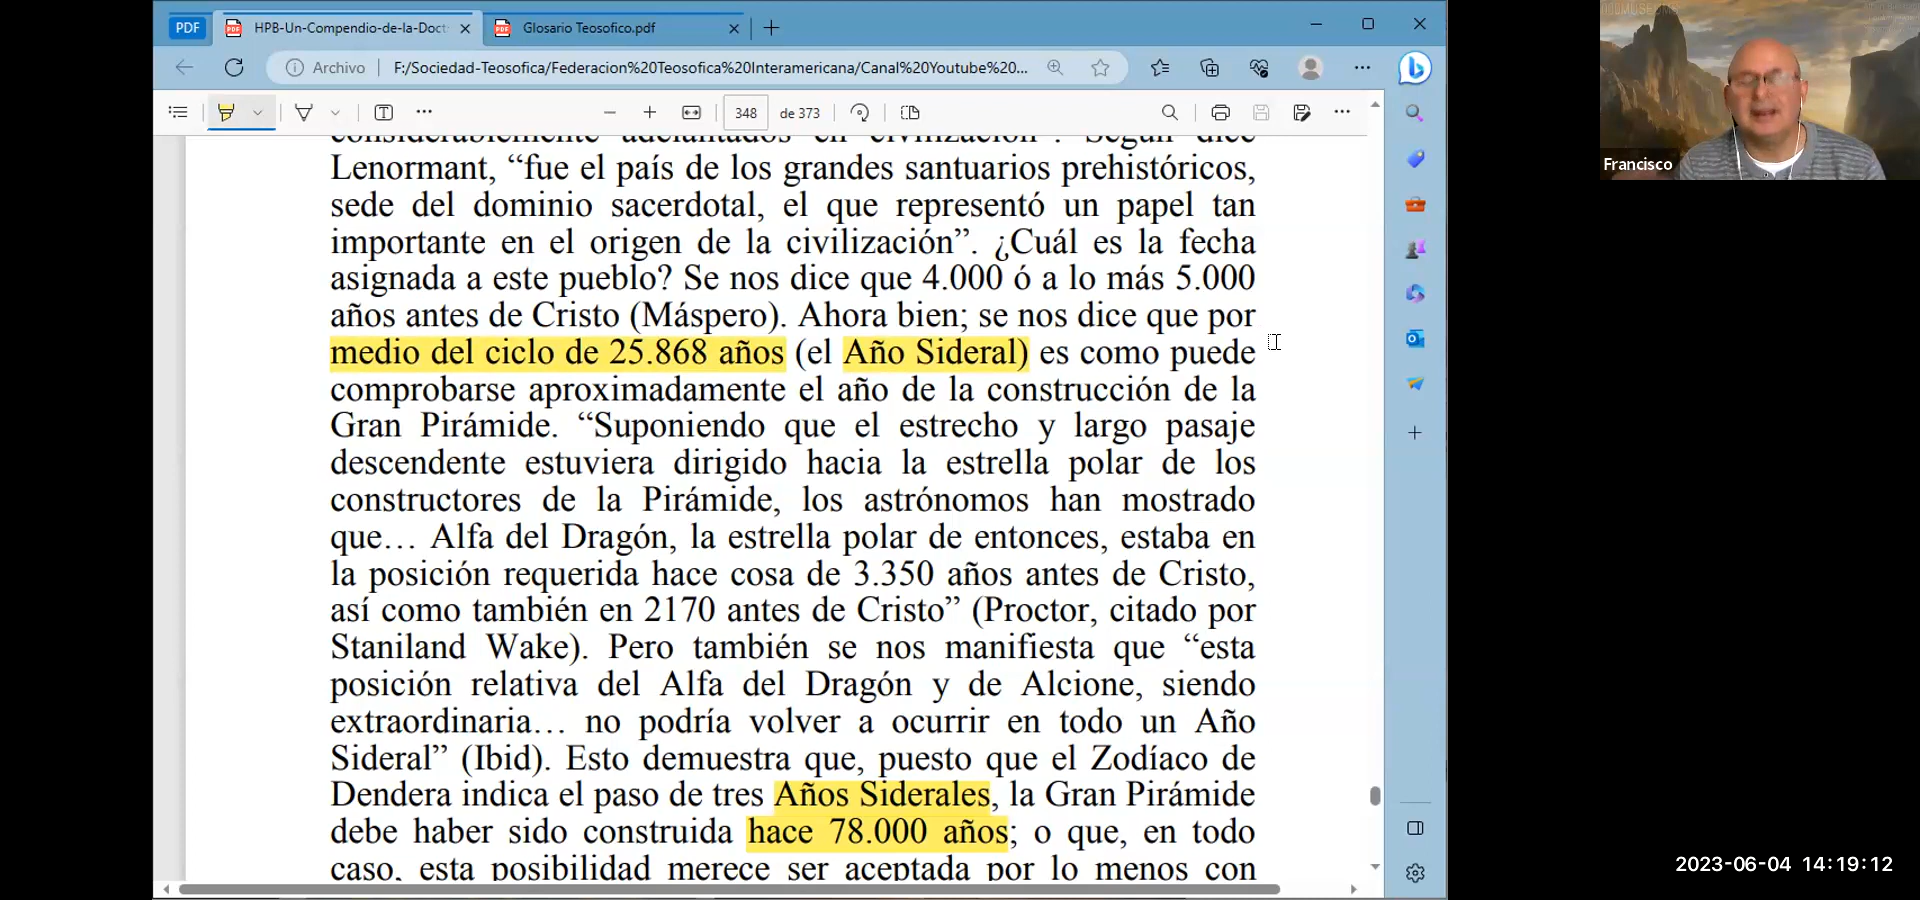 PDF
HPB-Un-Compendio-de-la-Doct
Glosario Teosofico.pdf
Archivo
F:/Sociedad-Teosofica/Federacion%20Teosofica%20Interamericana/Canal%20Youtube%20...
348
de 373
considerablemente adelantados en civilización”. Según dice
Lenormant, “fue el país de los grandes santuarios prehistóricos,
sede del dominio sacerdotal, el que representó un papel tan
importante en el origen de la civilización”. ¿Cuál es la fecha
asignada a este pueblo? Se nos dice que 4.000 ó a lo más 5.000
años antes de Cristo (Máspero). Ahora bien; se nos dice que por
medio del ciclo de 25.868 años (el Año Sideral) es como puede
comprobarse aproximadamente el año de la construcción de la
Gran Pirámide. “Suponiendo que el estrecho y largo pasaje
descendente estuviera dirigido hacia la estrella polar de los
constructores de la Pirámide, los astrónomos han mostrado
que… Alfa del Dragón, la estrella polar de entonces, estaba en
la posición requerida hace cosa de 3.350 años antes de Cristo,
así como también en 2170 antes de Cristo” (Proctor, citado por
Staniland Wake). Pero también se nos manifiesta que “esta
posición relativa del Alfa del Dragón y de Alcione, siendo
extraordinaria… no podría volver a ocurrir en todo un Año
Sideral” (Ibid). Esto demuestra que, puesto que el Zodíaco de
Dendera indica el paso de tres Años Siderales, la Gran Pirámide
debe haber sido construida hace 78.000 años; o que, en todo
caso, esta posibilidad merece ser aceptada por lo menos con
Francisco
2023-06-04 14:19:12